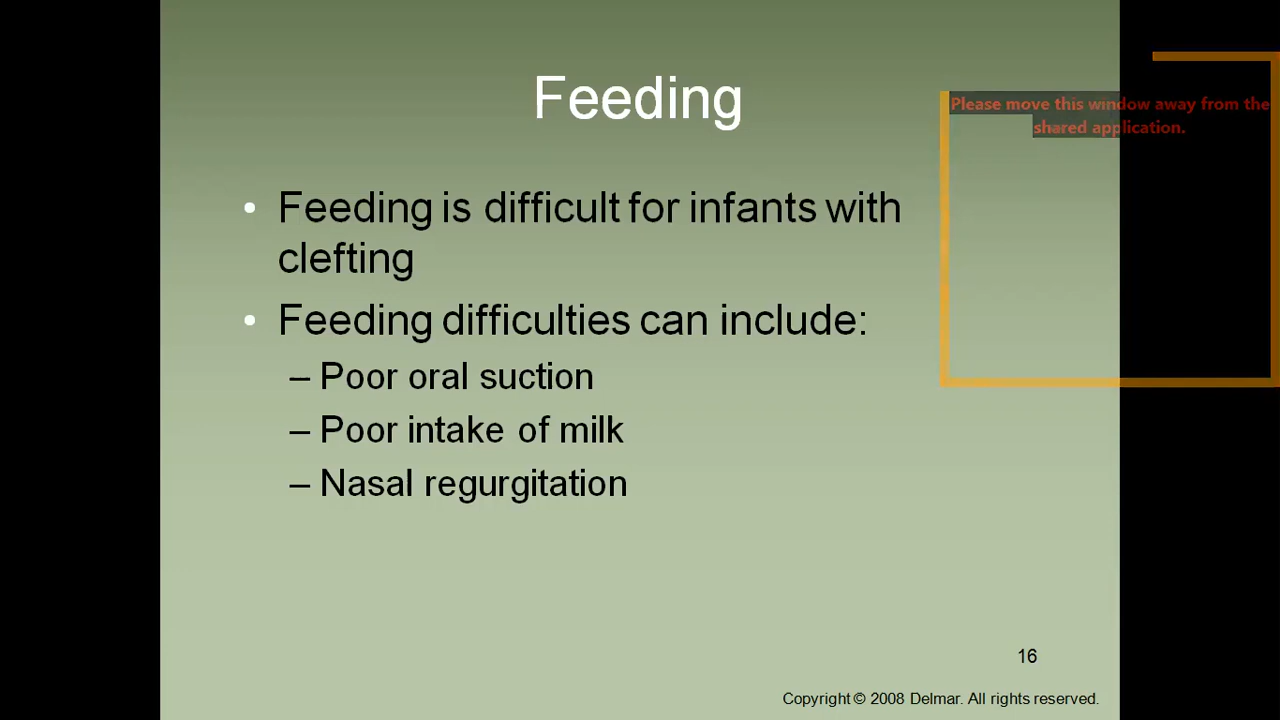 Feeding
Please move this window away from the
shared application.
• Feeding is difficult for infants with
clefting
• Feeding difficulties can include:
– Poor oral suction
– Poor intake of milk
– Nasal regurgitation
16
Copyright © 2008 Delmar. All rights reserved.